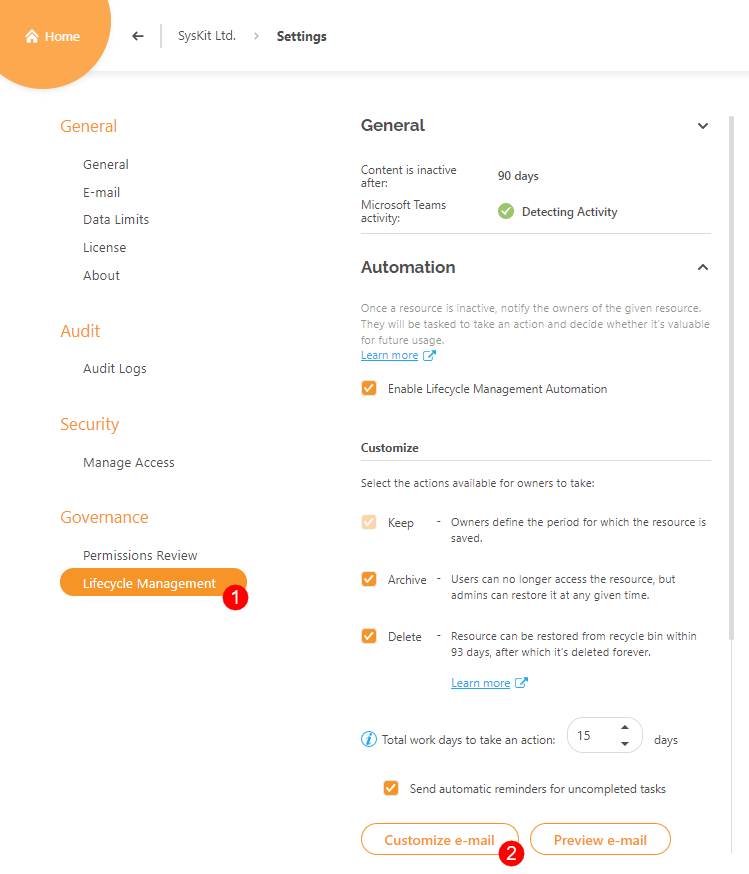 Home
SysKit Ltd.
Settings
General
General
E-mail
Data Limits
License
About
Audit
Audit Logs
Security
Manage Access
Governance
Permissions Review
Lifecycle Management
1
General
Content is inactive
after:
90 days
Microsoft Teams
activity:
Detecting Activity
Automation
Once a resource is inactive, notify the owners of the given resource.
They will be tasked to take an action and decide whether it's valuable
for future usage.
Learn more
Enable Lifecycle Management Automation
Customize
Select the actions available for owners to take:
Keep - Owners define the period for which the resource is
saved.
Archive - Users can no longer access the resource, but
admins can restore it at any given time.
Delete - Resource can be restored from recycle bin within
93 days, after which it's deleted forever.
Learn more
Total work days to take an action: 15 days
Send automatic reminders for uncompleted tasks
Customize e-mail
2
Preview e-mail